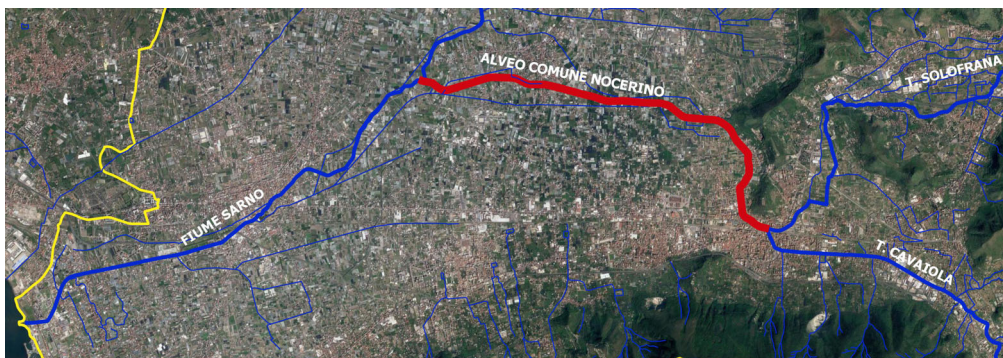 ALVEO COMUNE NOCERINO
T. SOLOFRANA
FIUME SARNO
T. CAVAIOLA